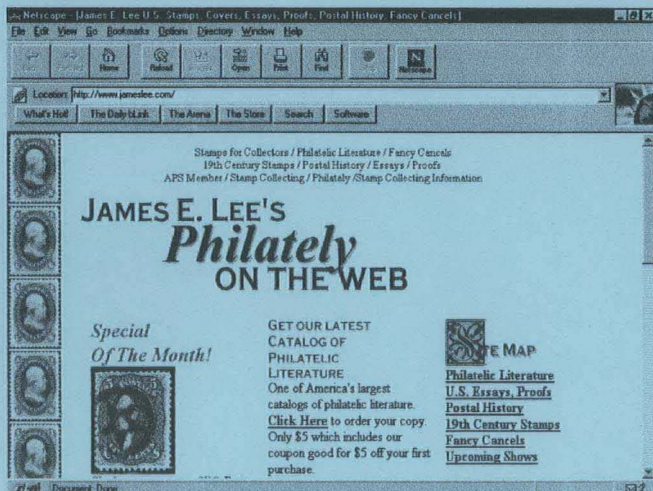 Netscape - [James E. Lee U.S. Stamps, Covers, Essays, Proofs, Postal History, Fancy Cancels]
File Edit View Go Bookmarks Options Directory Window Help
Home Reload Open Print Find Netscape
Location: http://www.jameslee.com/
What's Hot! The Daily bLink The Arena The Store Search Software
Stamps for Collectors / Philatelic Literature / Fancy Cancels
19th Century Stamps / Postal History / Essays / Proofs
APS Member / Stamp Collecting / Philately /Stamp Collecting Information
JAMES E. LEE'S
Philately
ON THE WEB
Special
Of The Month!
GET OUR LATEST
CATALOG OF
PHILATELIC
LITERATURE
One of America's largest
catalogs of philatelic literature.
Click Here to order your copy.
Only $5 which includes our
coupon good for $5 off your first
purchase.
SITE MAP
Philatelic Literature
U.S. Essays, Proofs
Postal History
19th Century Stamps
Fancy Cancels
Upcoming Shows
Document: Done